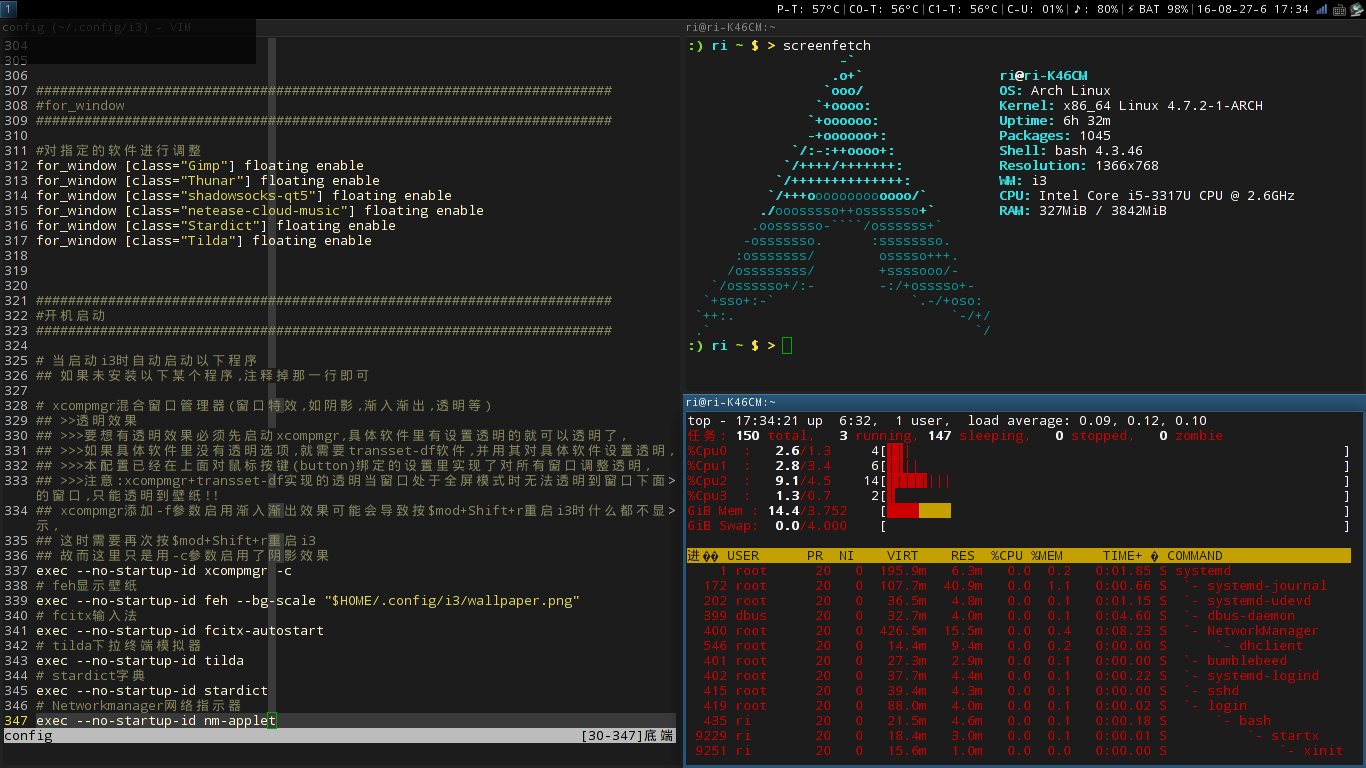 1
P-T: 57°C|C0-T: 56°C|C1-T: 56°C|C-U: 01%|♪: 80%|⚡BAT 98%|16-08-27-6 17:34
config (~/.config/i3) - VIM
304
305
306
307 ########################################################################
308 #for_window
309 ########################################################################
310
311 #对指定的软件进行调整
312 for_window [class="Gimp"] floating enable
313 for_window [class="Thunar"] floating enable
314 for_window [class="shadowsocks-qt5"] floating enable
315 for_window [class="netease-cloud-music"] floating enable
316 for_window [class="Stardict"] floating enable
317 for_window [class="Tilda"] floating enable
318
319
320
321 ########################################################################
322 #开机启动
323 ########################################################################
324
325 # 当启动i3时自动启动以下程序
326 ## 如果未安装以下某个程序,注释掉那一行即可
327
328 # xcompmgr混合窗口管理器(窗口特效,如阴影,渐入渐出,透明等)
329 ## >>透明效果
330 ## >>>要想有透明效果必须先启动xcompmgr,具体软件里有设置透明的就可以透明了,
331 ## >>>如果具体软件里没有透明选项,就需要transset-df软件,并用其对具体软件设置透明,
332 ## >>>本配置已经在上面对鼠标按键(button)绑定的设置里实现了对所有窗口调整透明,
333 ## >>>注意:xcompmgr+transset-df实现的透明当窗口处于全屏模式时无法透明到窗口下面>
的窗口,只能透明到壁纸!!
334 ## xcompmgr添加-f参数启用渐入渐出效果可能会导致按$mod+Shift+r重启i3时什么都不显>
示,
335 ## 这时需要再次按$mod+Shift+r重启i3
336 ## 故而这里只是用-c参数启用了阴影效果
337 exec --no-startup-id xcompmgr -c
338 # feh显示壁纸
339 exec --no-startup-id feh --bg-scale "$HOME/.config/i3/wallpaper.png"
340 # fcitx输入法
341 exec --no-startup-id fcitx-autostart
342 # tilda下拉终端模拟器
343 exec --no-startup-id tilda
344 # stardict字典
345 exec --no-startup-id stardict
346 # Networkmanager网络指示器
347 exec --no-startup-id nm-applet
config [30-347]底端
ri@ri-K46CM:~
:) ri ~ $ > screenfetch
-`
.o+`
`ooo/
`+oooo:
`+oooooo:
-+oooooo+:
`/:-:++oooo+:
`/++++/+++++++:
`/++++++++++++++:
`/+++ooooooooooooo/`
./ooosssso++osssssso+`
.oossssso-````/ossssss+`
-osssssso. :ssssssso.
:osssssss/ osssso+++.
/ossssssss/ +ssssooo/-
`/ossssso+/:- -:/+osssso+-
`+sso+:-` `.-/+oso:
`++:. `-/+/
.` `/
ri@ri-K46CM
OS: Arch Linux
Kernel: x86_64 Linux 4.7.2-1-ARCH
Uptime: 6h 32m
Packages: 1045
Shell: bash 4.3.46
Resolution: 1366x768
WM: i3
CPU: Intel Core i5-3317U CPU @ 2.6GHz
RAM: 327MiB / 3842MiB
:) ri ~ $ >
ri@ri-K46CM:~
top - 17:34:21 up 6:32, 1 user, load average: 0.09, 0.12, 0.10
任务: 150 total, 3 running, 147 sleeping, 0 stopped, 0 zombie
%Cpu0 : 2.6/1.3 4[||||| ]
%Cpu1 : 2.8/3.4 6[|||| ]
%Cpu2 : 9.1/4.5 14[|||||||| ]
%Cpu3 : 1.3/0.7 2[| ]
GiB Mem : 14.4/3.752 [ ]
GiB Swap: 0.0/4.000 [ ]
进�� USER PR NI VIRT RES %CPU %MEM TIME+ � COMMAND
1 root 20 0 195.9m 6.3m 0.0 0.2 0:01.85 S systemd
172 root 20 0 107.7m 40.9m 0.0 1.1 0:00.66 S `- systemd-journal
202 root 20 0 36.5m 4.8m 0.0 0.1 0:01.15 S `- systemd-udevd
399 dbus 20 0 32.7m 4.0m 0.0 0.1 0:04.60 S `- dbus-daemon
400 root 20 0 426.5m 15.5m 0.0 0.4 0:08.23 S `- NetworkManager
546 root 20 0 14.4m 9.4m 0.0 0.2 0:00.00 S `- dhclient
401 root 20 0 27.3m 2.9m 0.0 0.1 0:00.00 S `- bumblebeed
402 root 20 0 37.7m 4.4m 0.0 0.1 0:00.22 S `- systemd-logind
415 root 20 0 39.4m 4.3m 0.0 0.1 0:00.00 S `- sshd
419 root 20 0 88.0m 4.0m 0.0 0.1 0:00.02 S `- login
435 ri 20 0 21.5m 4.6m 0.0 0.1 0:00.18 S `- bash
9229 ri 20 0 18.4m 3.0m 0.0 0.1 0:00.01 S `- startx
9251 ri 20 0 15.6m 1.0m 0.0 0.0 0:00.00 S `- xinit